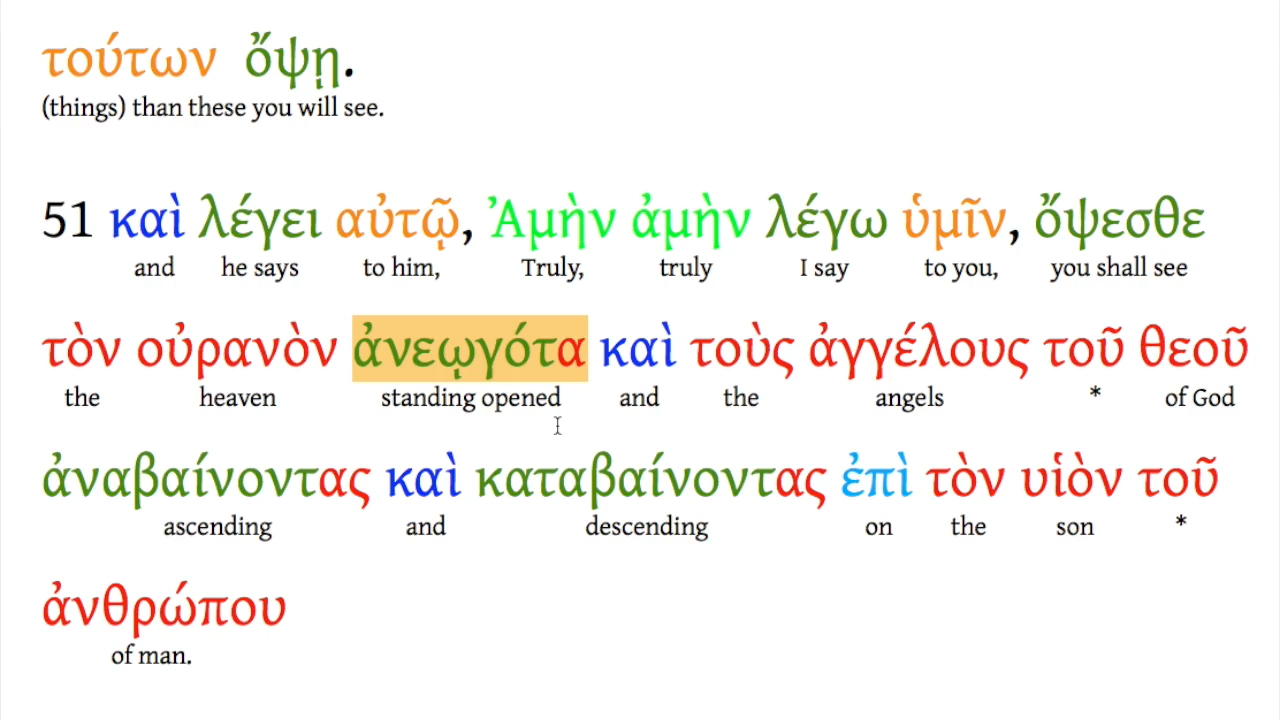 τούτων ὄψῃ.
(things) than these you will see.
51 καὶ λέγει αὐτῷ, Ἀμὴν ἀμὴν λέγω ὑμῖν, ὄψεσθε
and he says to him, Truly, truly I say to you, you shall see
τὸν οὐρανὸν ἀνεῳγότα καὶ τοὺς ἀγγέλους τοῦ θεοῦ
the heaven standing opened and the angels * of God
ἀναβαίνοντας καὶ καταβαίνοντας ἐπὶ τὸν υἱὸν τοῦ
ascending and descending on the son *
ἀνθρώπου
of man.